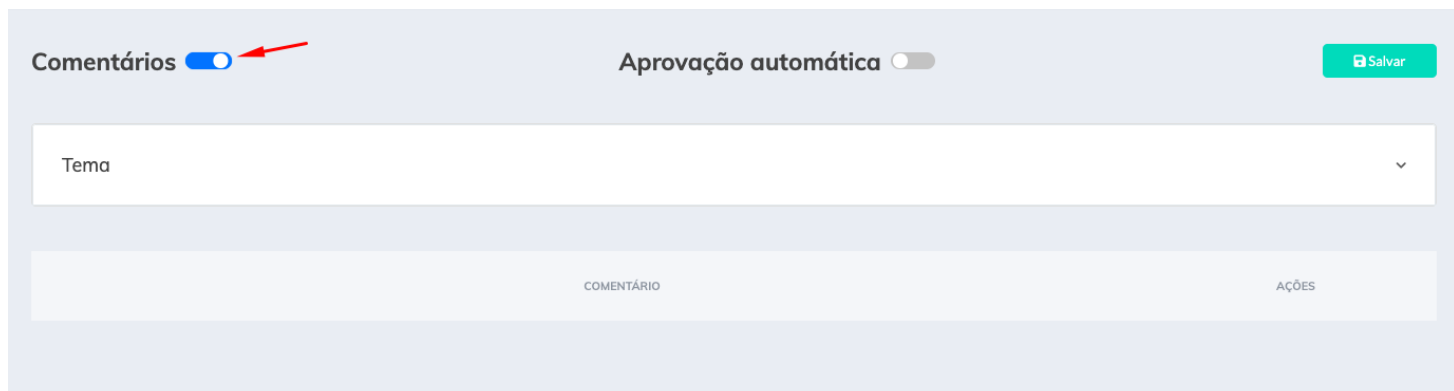 Comentários
Aprovação automática
Salvar
Tema
COMENTÁRIO
AÇÕES